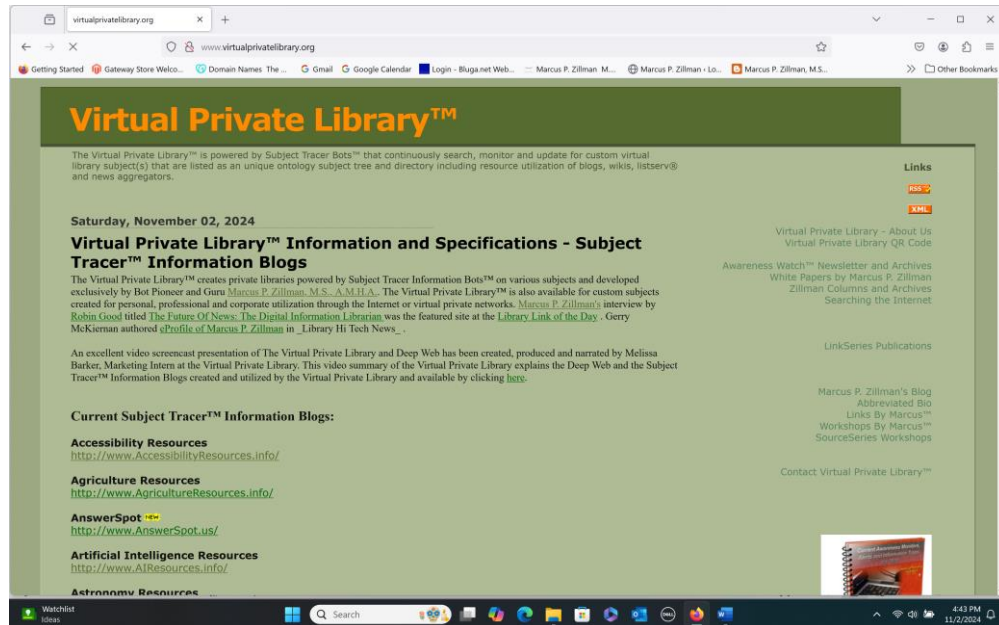 virtualprivatelibrary.org
www.virtualprivatelibrary.org
Getting Started
Gateway Store Welco...
Domain Names The ...
Gmail
Google Calendar
Login - Bluga.net Web...
Marcus P. Zillman M....
Marcus P. Zillman › Lo...
Marcus P. Zillman, M.S...
Other Bookmarks
Virtual Private Library™
The Virtual Private Library™ is powered by Subject Tracer Bots™ that continuously search, monitor and update for custom virtual
library subject(s) that are listed as an unique ontology subject tree and directory including resource utilization of blogs, wikis, listserv®
and news aggregators.
Saturday, November 02, 2024
Virtual Private Library™ Information and Specifications - Subject
Tracer™ Information Blogs
The Virtual Private Library™ creates private libraries powered by Subject Tracer Information Bots™ on various subjects and developed
exclusively by Bot Pioneer and Guru Marcus P. Zillman, M.S., A.M.H.A.. The Virtual Private Library™ is also available for custom subjects
created for personal, professional and corporate utilization through the Internet or virtual private networks. Marcus P. Zillman's interview by
Robin Good titled The Future Of News: The Digital Information Librarian was the featured site at the Library Link of the Day . Gerry
McKiernan authored eProfile of Marcus P. Zillman in _Library Hi Tech News_ .
An excellent video screencast presentation of The Virtual Private Library and Deep Web has been created, produced and narrated by Melissa
Barker, Marketing Intern at the Virtual Private Library. This video summary of the Virtual Private Library explains the Deep Web and the Subject
Tracer™ Information Blogs created and utilized by the Virtual Private Library and available by clicking here.
Current Subject Tracer™ Information Blogs:
Accessibility Resources
http://www.AccessibilityResources.info/
Agriculture Resources
http://www.AgricultureResources.info/
AnswerSpot NEW
http://www.AnswerSpot.us/
Artificial Intelligence Resources
http://www.AIResources.info/
Astronomy Resources
Links
RSS
XML
Virtual Private Library - About Us
Virtual Private Library QR Code
Awareness Watch™ Newsletter and Archives
White Papers by Marcus P. Zillman
Zillman Columns and Archives
Searching the Internet
LinkSeries Publications
Marcus P. Zillman's Blog
Abbreviated Bio
Links By Marcus™
Workshops By Marcus™
SourceSeries Workshops
Contact Virtual Private Library™
Watchlist
Ideas
Search
4:43 PM
11/2/2024